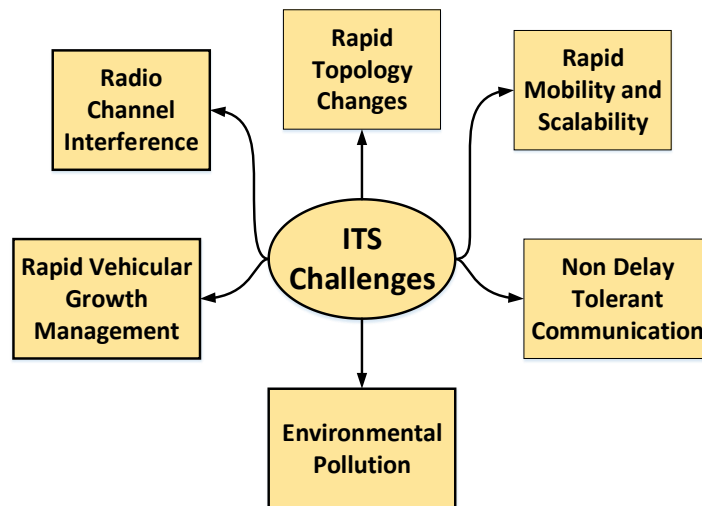 Rapid
Topology
Changes
Radio
Channel
Interference
Rapid
Mobility and
Scalability
ITS
Challenges
Rapid Vehicular
Growth
Management
Non Delay
Tolerant
Communication
Environmental
Pollution